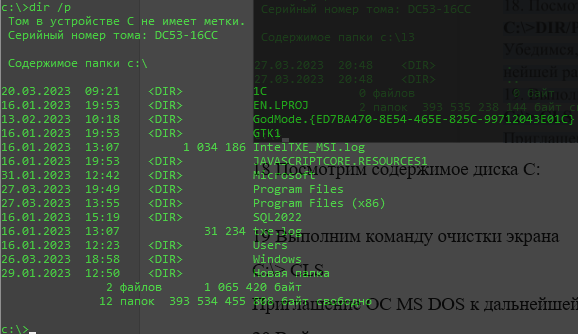 c:\>dir /p
Том в устройстве C не имеет метки.
Серийный номер тома: DC53-16CC
Содержимое папки c:\
20.03.2023 09:21 <DIR> 1C
16.01.2023 19:53 <DIR> EN.LPROJ
13.02.2023 10:18 <DIR> GodMode.{ED7BA470-8E54-465E-825C-99712043E01C}
16.01.2023 19:53 <DIR> GTK1
16.01.2023 13:07 1 034 186 IntelTXE_MSI.log
16.01.2023 19:53 <DIR> JAVASCRIPTCORE.RESOURCES1
31.01.2023 12:42 <DIR> Microsoft
27.03.2023 19:49 <DIR> Program Files
27.03.2023 13:55 <DIR> Program Files (x86)
16.01.2023 15:19 <DIR> SQL2022
16.01.2023 13:07 31 234 txe.log
16.01.2023 12:23 <DIR> Users
26.03.2023 18:58 <DIR> Windows
29.01.2023 12:50 <DIR> Новая папка
2 файлов 1 065 420 байт
12 папок 393 534 455 байт свободно
c:\>
Серийный номер тома: DC53-16CC
Содержимое папки c:\13
27.03.2023 20:48 <DIR>
27.03.2023 20:48 <DIR>
0 файлов 0 байт
2 папок 393 535 238 144 байт
18. Посмо
C:\>DIR/
Убедимся,
нейшей ра
Приглаше
18 Посмотрим содержимое диска C:
19 Выполним команду очистки экрана
C:\> CLS
Приглашение ОС MS DOS к дальнейшей